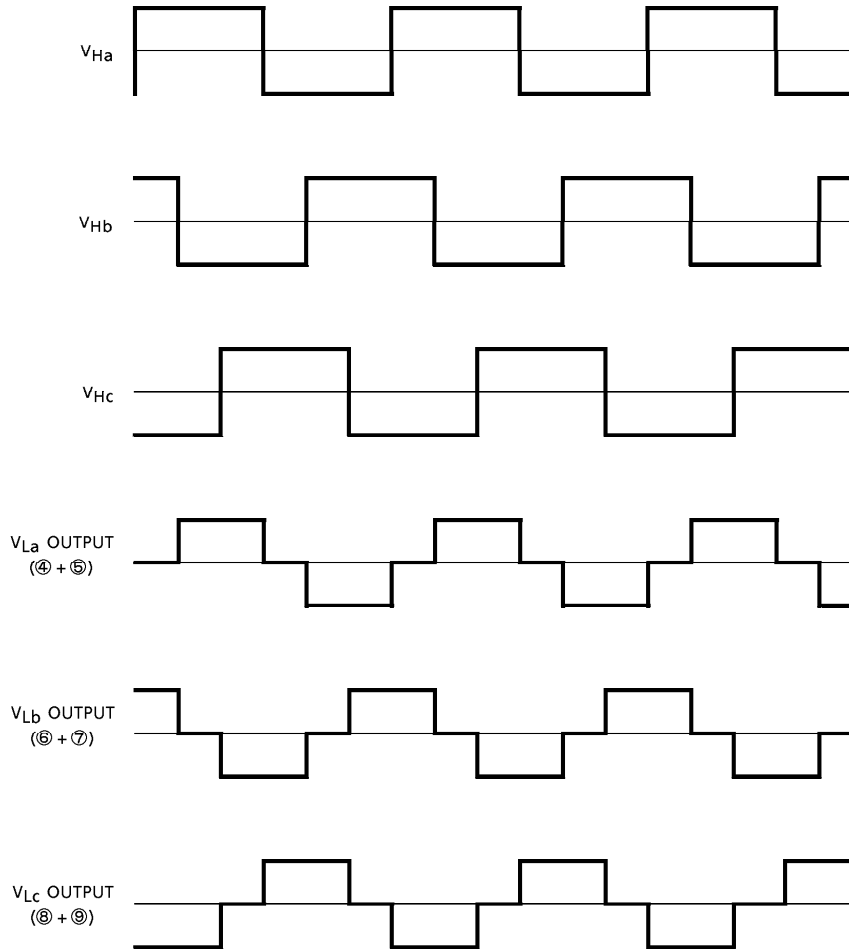 VHa
VHb
VHc
VLa OUTPUT
(④ + ⑤)
VLb OUTPUT
(⑥ + ⑦)
VLc OUTPUT
(⑧ + ⑨)